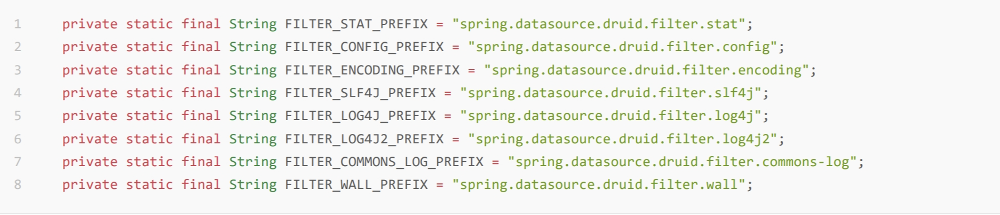 1 private static final String FILTER_STAT_PREFIX = "spring.datasource.druid.filter.stat";
2 private static final String FILTER_CONFIG_PREFIX = "spring.datasource.druid.filter.config";
3 private static final String FILTER_ENCODING_PREFIX = "spring.datasource.druid.filter.encoding";
4 private static final String FILTER_SLF4J_PREFIX = "spring.datasource.druid.filter.slf4j";
5 private static final String FILTER_LOG4J_PREFIX = "spring.datasource.druid.filter.log4j";
6 private static final String FILTER_LOG4J2_PREFIX = "spring.datasource.druid.filter.log4j2";
7 private static final String FILTER_COMMONS_LOG_PREFIX = "spring.datasource.druid.filter.commons-log";
8 private static final String FILTER_WALL_PREFIX = "spring.datasource.druid.filter.wall";